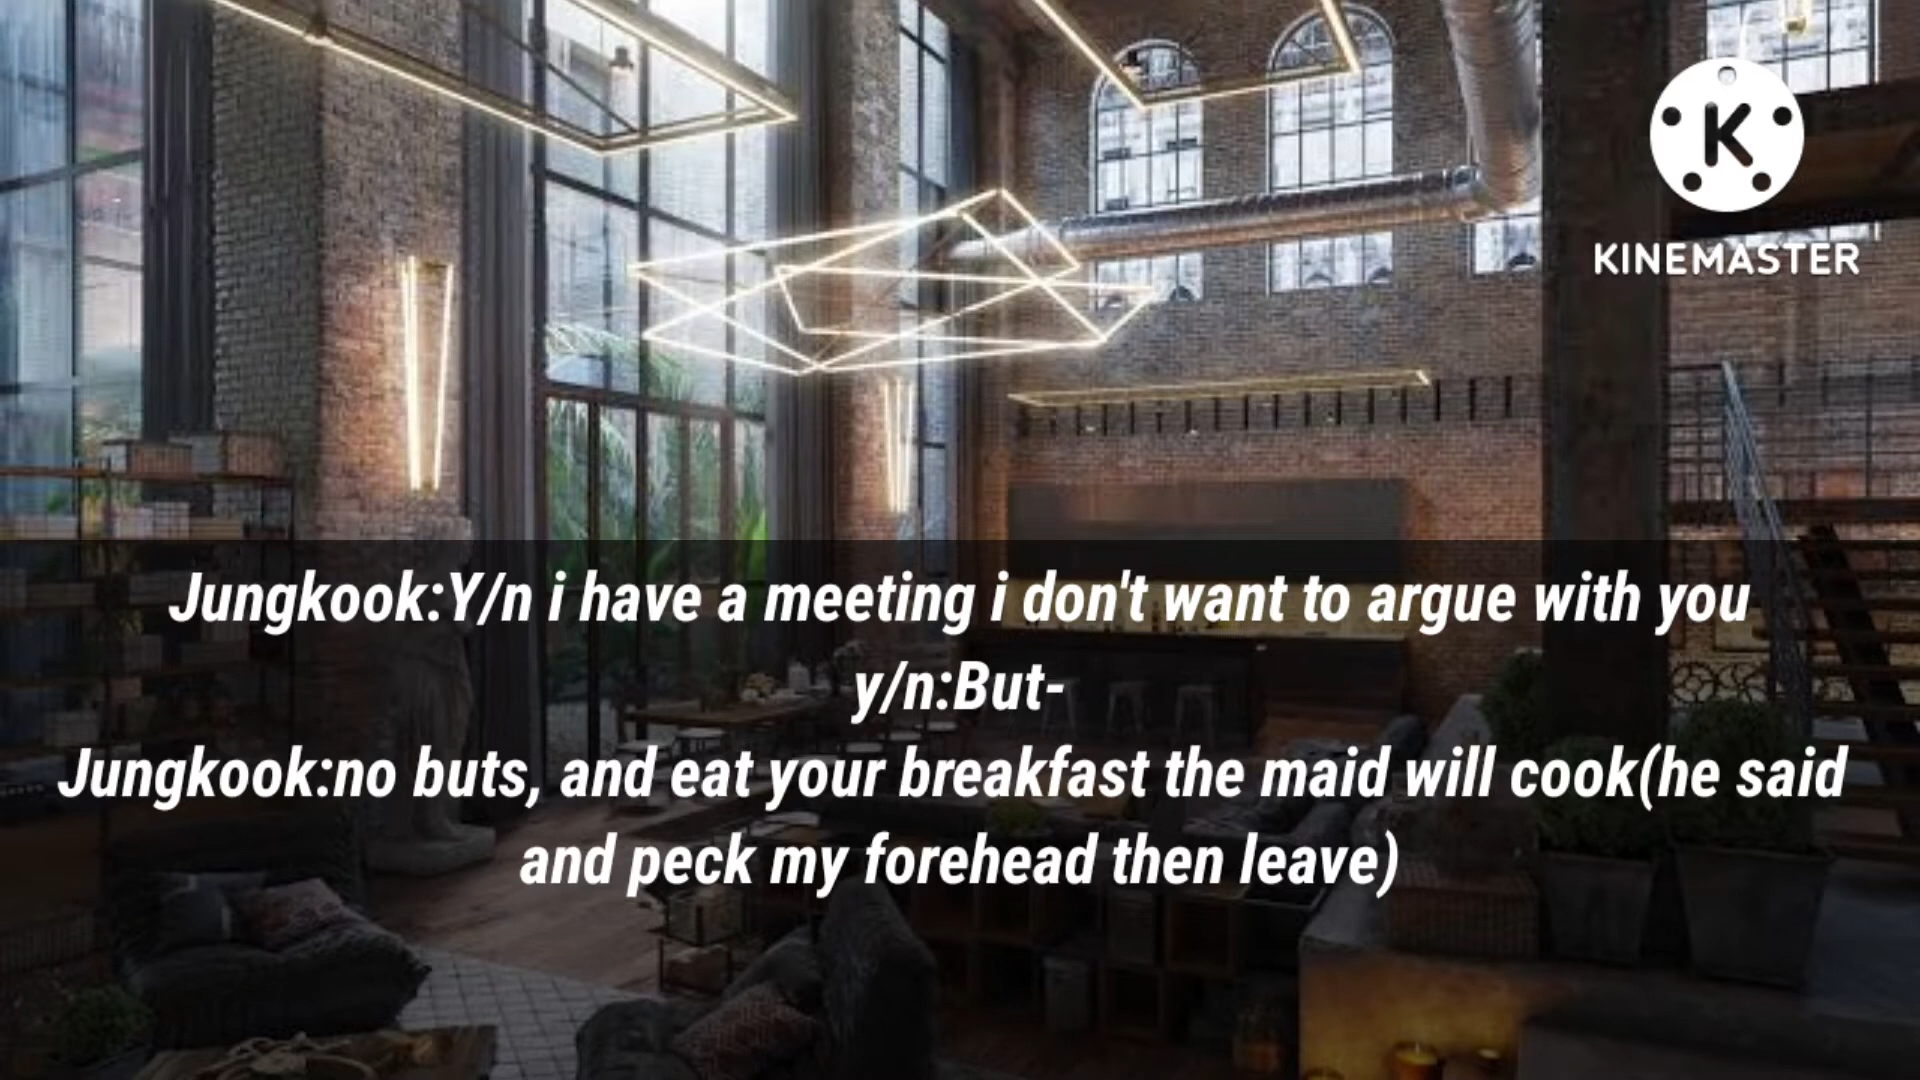 K
KINEMASTER
Jungkook:Y/n i have a meeting i don't want to argue with you
y/n:But-
Jungkook:no buts, and eat your breakfast the maid will cook(he said
and peck my forehead then leave)